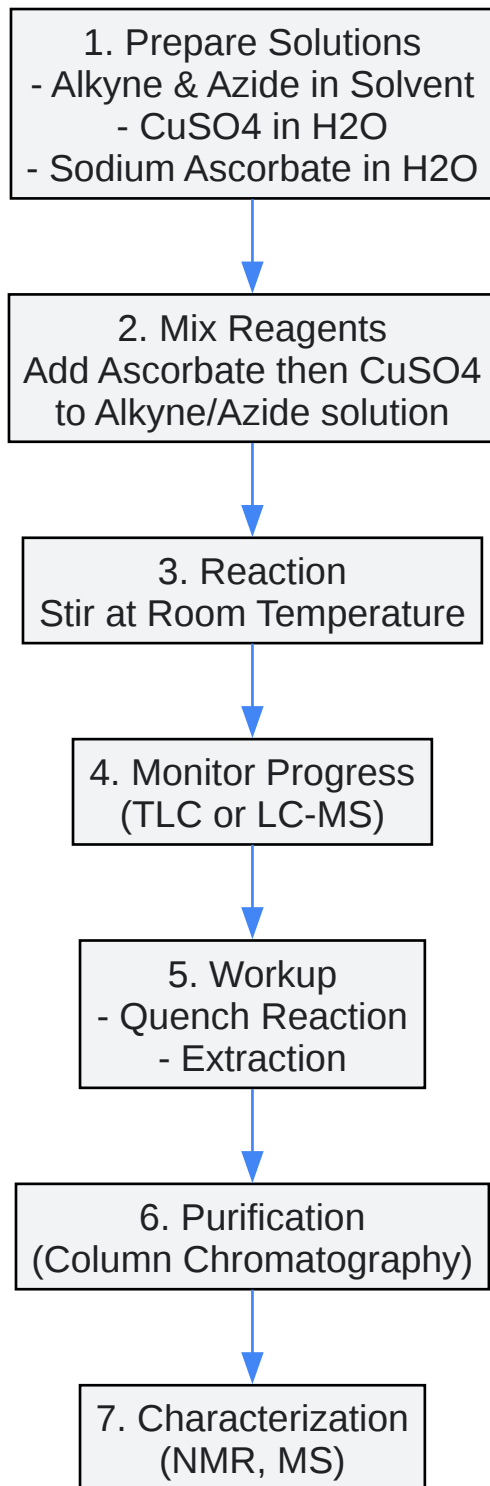 1. Prepare Solutions
- Alkyne & Azide in Solvent
- CuSO4 in H2O
- Sodium Ascorbate in H2O
2. Mix Reagents
Add Ascorbate then CuSO4
to Alkyne/Azide solution
3. Reaction
Stir at Room Temperature
4. Monitor Progress
(TLC or LC-MS)
5. Workup
- Quench Reaction
- Extraction
6. Purification
(Column Chromatography)
7. Characterization
(NMR, MS)